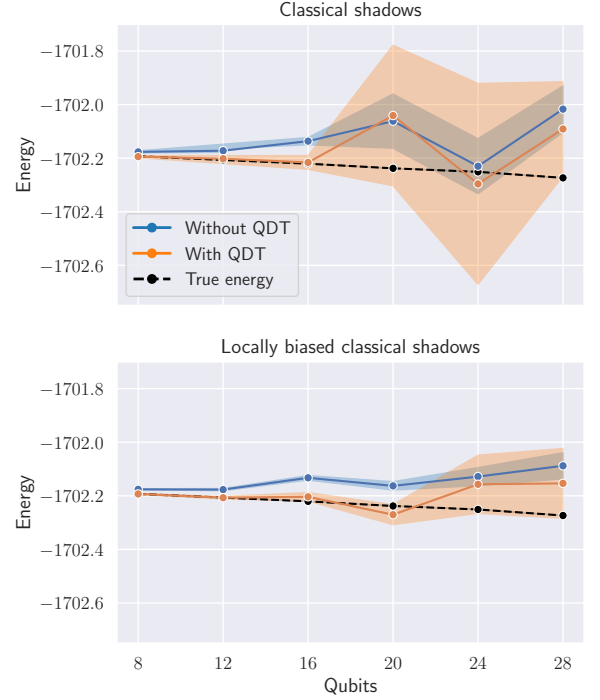 Classical shadows
−1701.8
−1702.0
−1702.2
−1702.4
−1702.6
Energy
Without QDT
With QDT
True energy
Locally biased classical shadows
−1701.8
−1702.0
−1702.2
−1702.4
−1702.6
Energy
8 12 16 20 24 28
Qubits